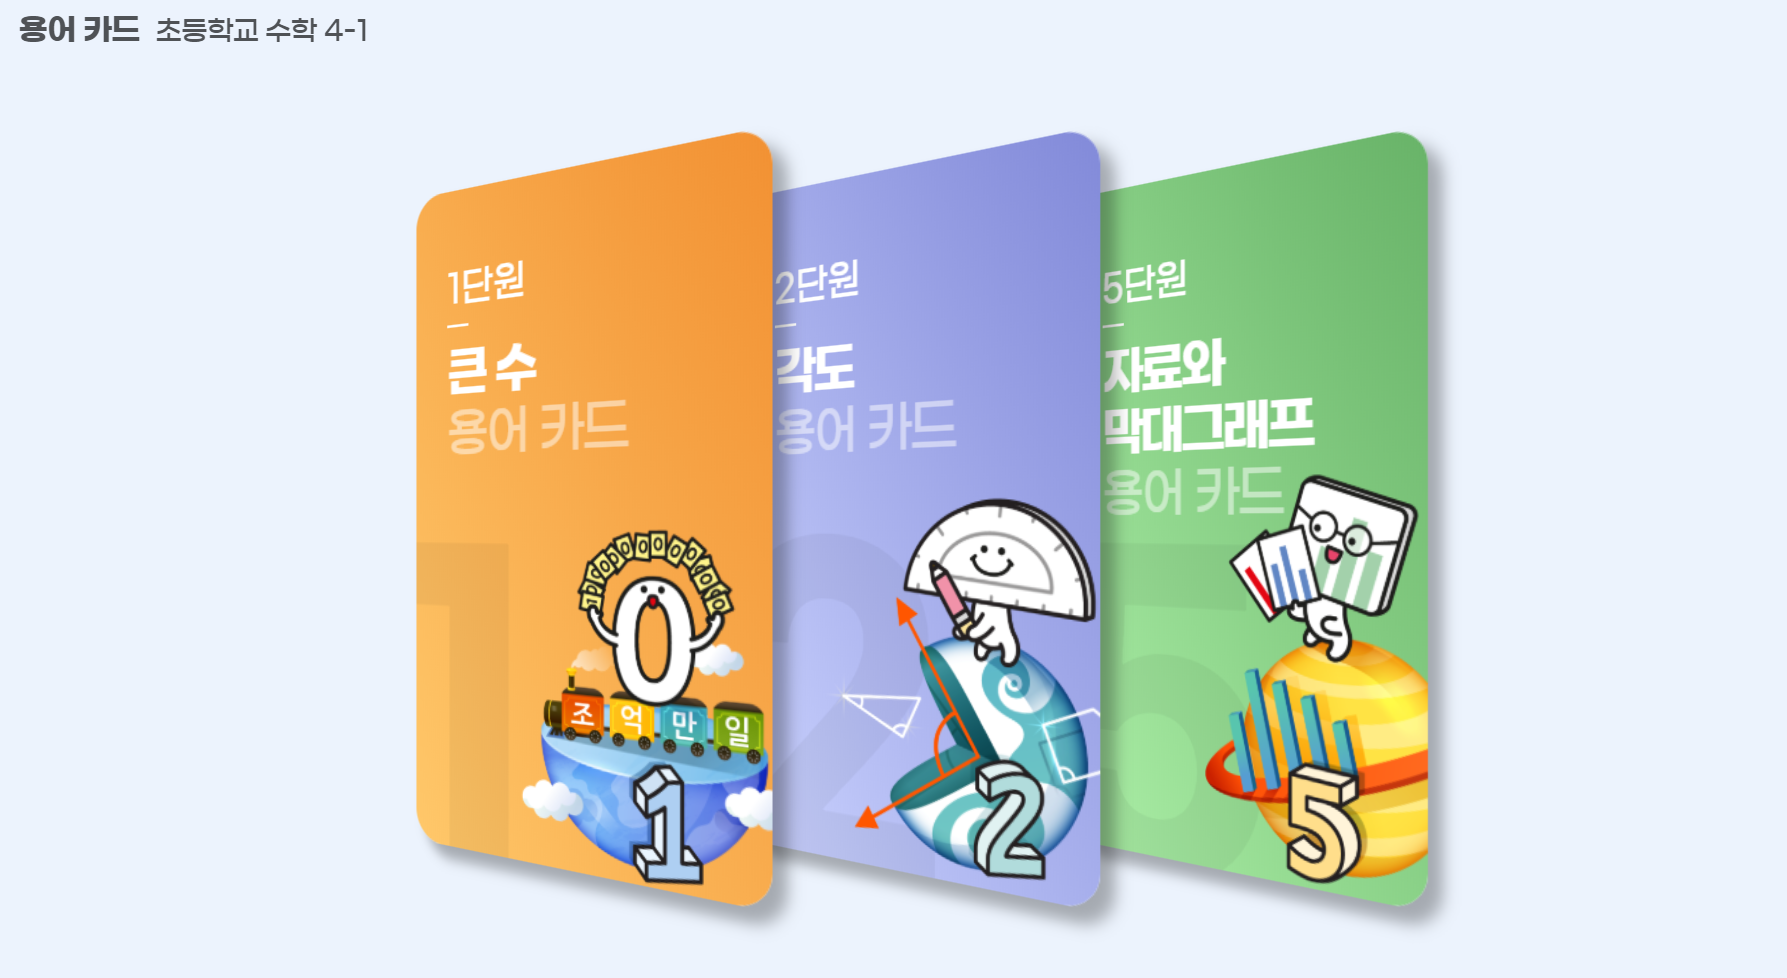 용어 카드 초등학교 수학 4-1
1단원
큰 수
용어 카드
조 억 만 일
1
2단원
각도
용어 카드
2
5단원
자료와
막대그래프
용어 카드
5